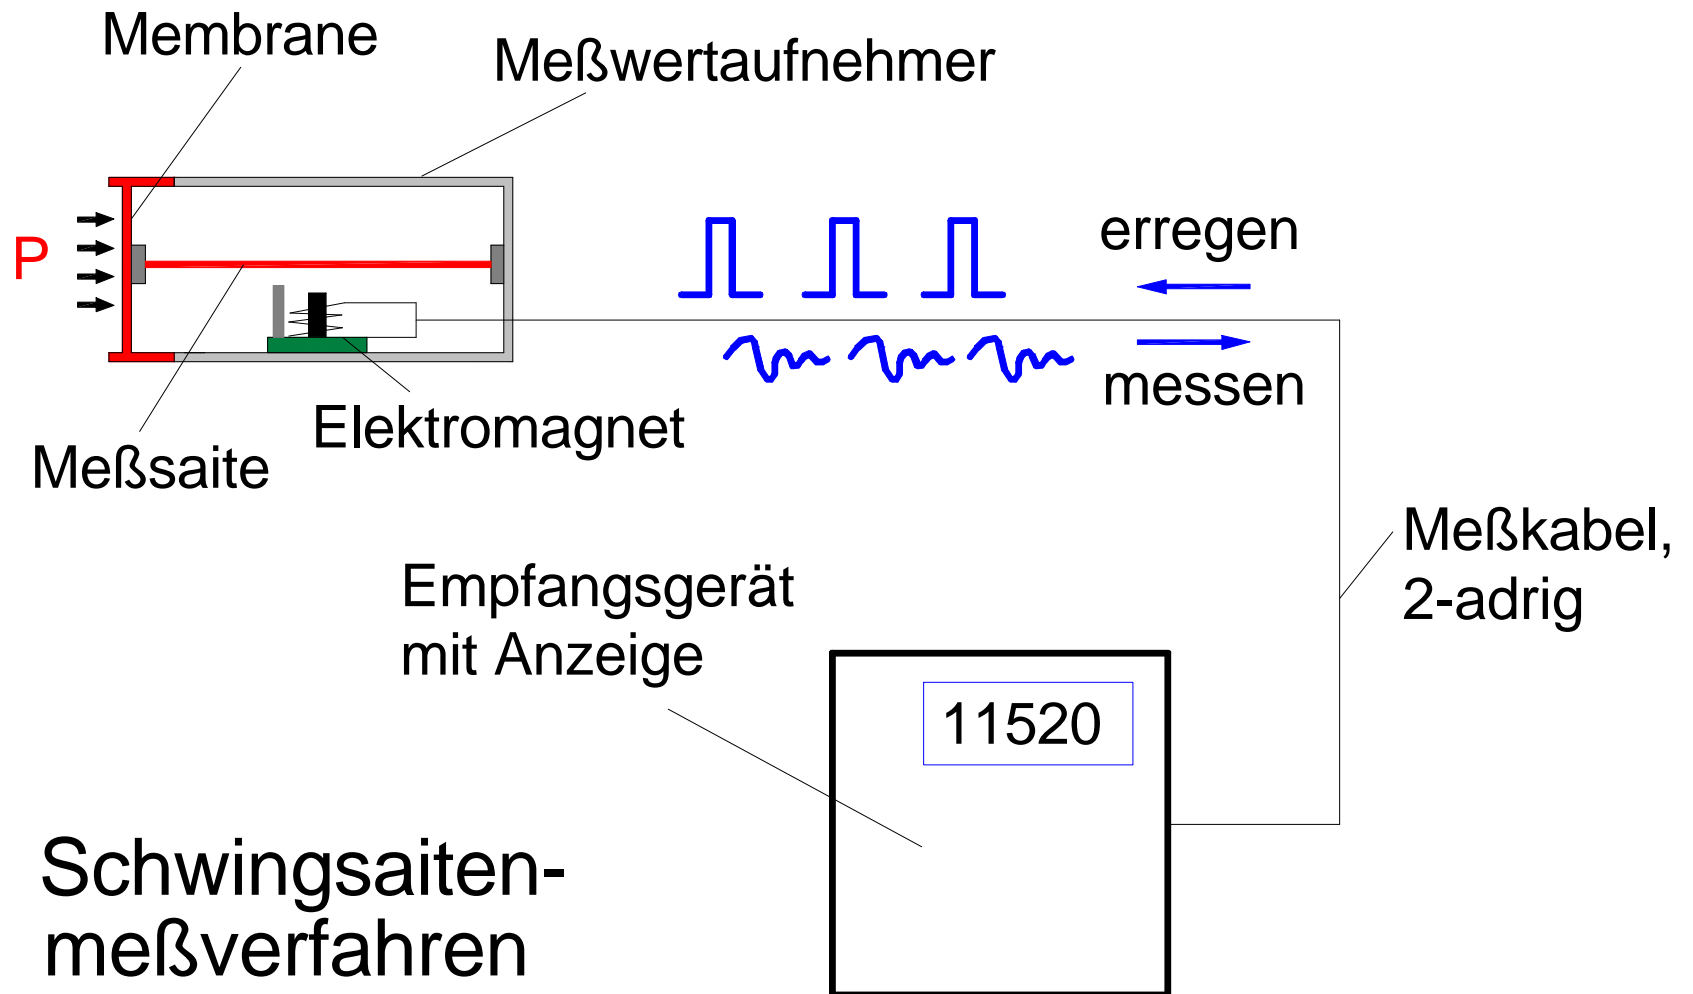 Membrane
Meßwertaufnehmer
P
erregen
messen
Elektromagnet
Meßsaite
Meßkabel,
2-adrig
Empfangsgerät
mit Anzeige
11520
Schwingsaiten-
meßverfahren